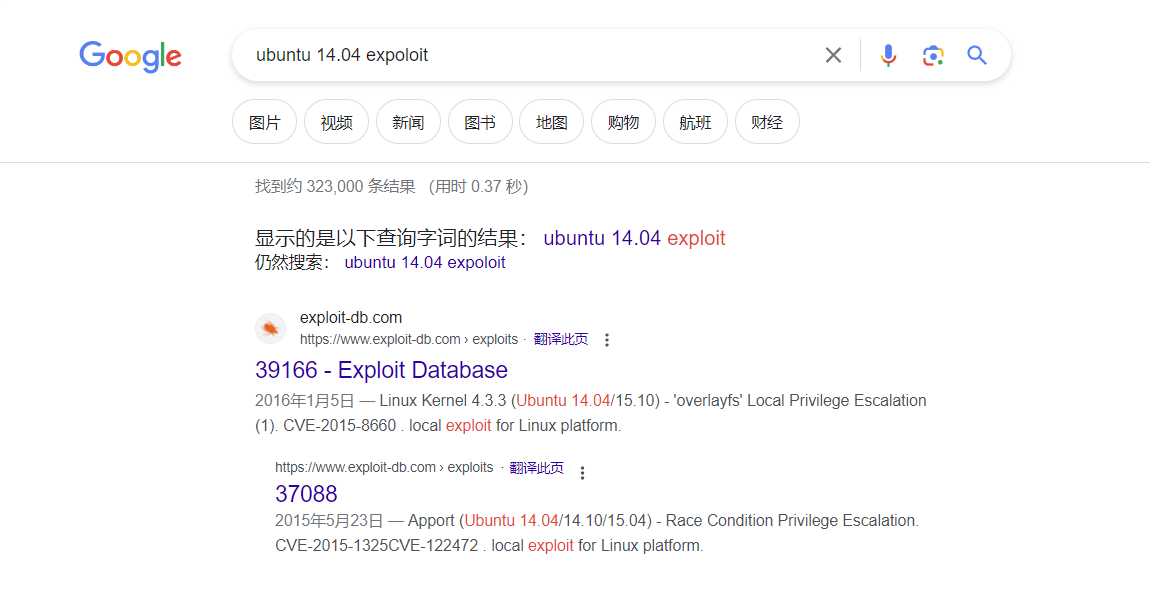 Google
ubuntu 14.04 expoloit
图片 视频 新闻 图书 地图 购物 航班 财经
找到约 323,000 条结果 (用时 0.37 秒)
显示的是以下查询字词的结果: ubuntu 14.04 exploit
仍然搜索: ubuntu 14.04 expoloit
exploit-db.com
https://www.exploit-db.com › exploits · 翻译此页
39166 - Exploit Database
2016年1月5日 — Linux Kernel 4.3.3 (Ubuntu 14.04/15.10) - 'overlayfs' Local Privilege Escalation
(1). CVE-2015-8660 . local exploit for Linux platform.
https://www.exploit-db.com › exploits · 翻译此页
37088
2015年5月23日 — Apport (Ubuntu 14.04/14.10/15.04) - Race Condition Privilege Escalation.
CVE-2015-1325CVE-122472 . local exploit for Linux platform.